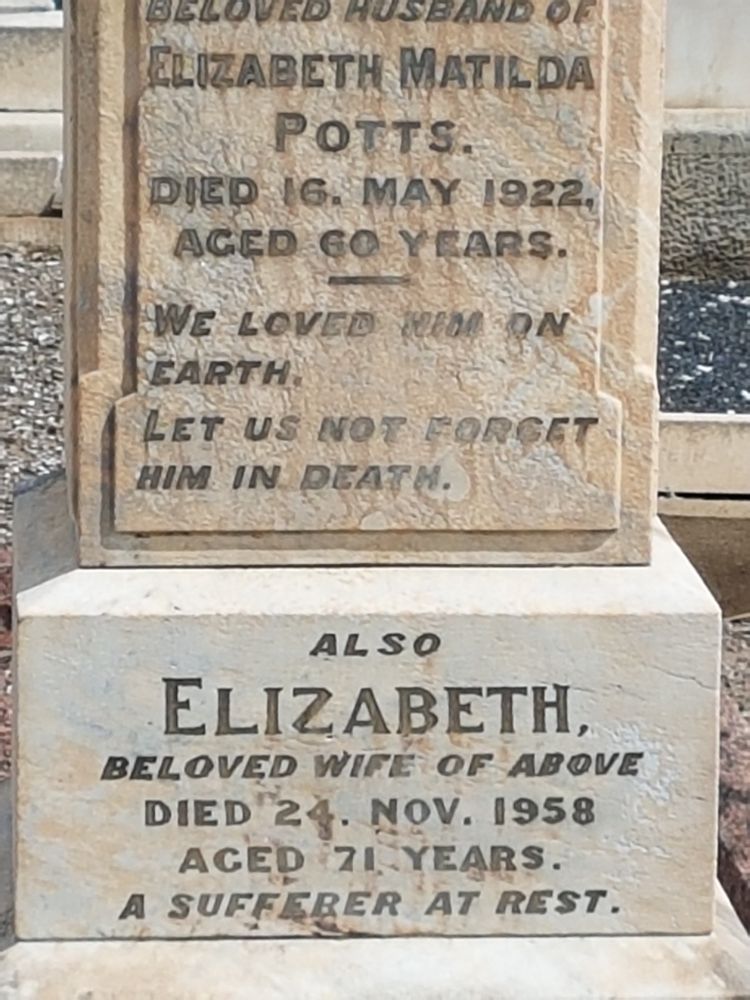 BELOVED HUSBAND OF
ELIZABETH MATILDA
POTTS.
DIED 16. MAY 1922,
AGED 60 YEARS.
WE LOVED HIM ON
EARTH.
LET US NOT FORGET
HIM IN DEATH.
ALSO
ELIZABETH,
BELOVED WIFE OF ABOVE
DIED 24. NOV. 1958
AGED 71 YEARS.
A SUFFERER AT REST.